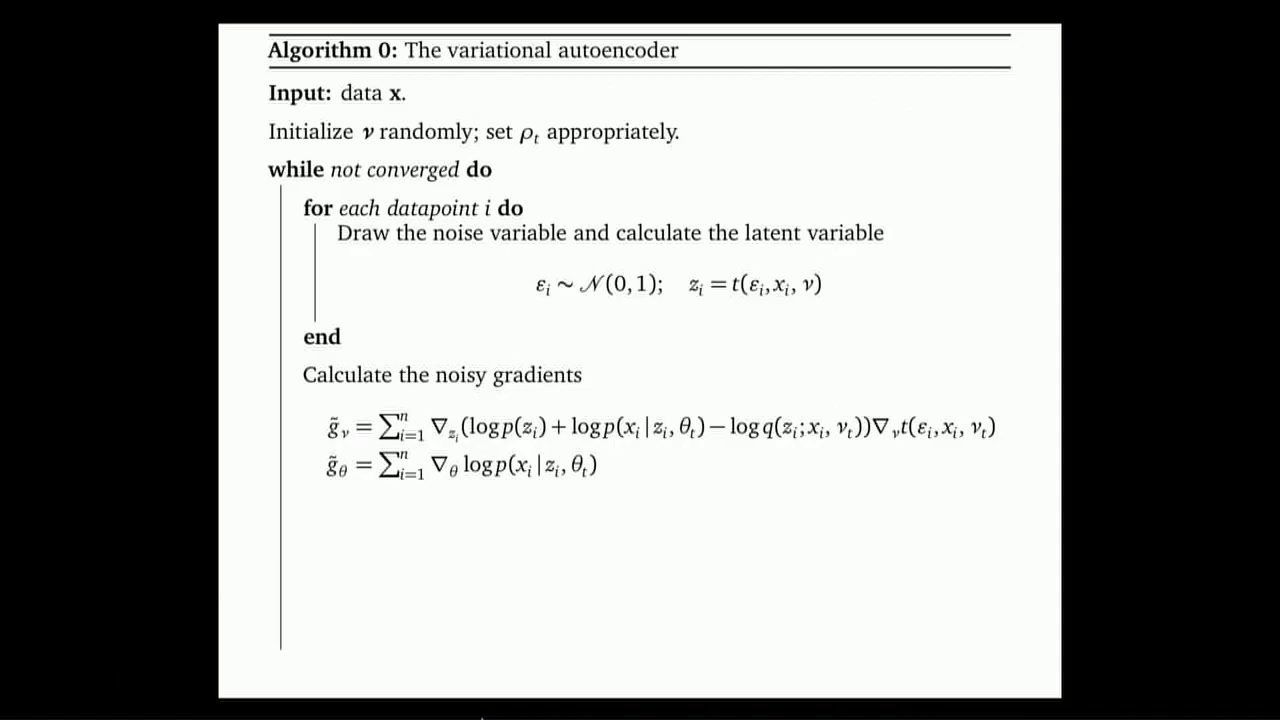 Algorithm 0: The variational autoencoder
Input: data x.
Initialize ν randomly; set ρ_t appropriately.
while not converged do
for each datapoint i do
Draw the noise variable and calculate the latent variable
ε_i ∼ 𝒩(0,1); z_i = t(ε_i, x_i, ν)
end
Calculate the noisy gradients
g̃_ν = ∑_{i=1}^n ∇_{z_i}(log p(z_i) + log p(x_i | z_i, θ_t) − log q(z_i; x_i, ν_t))∇_ν t(ε_i, x_i, ν_t)
g̃_θ = ∑_{i=1}^n ∇_θ log p(x_i | z_i, θ_t)